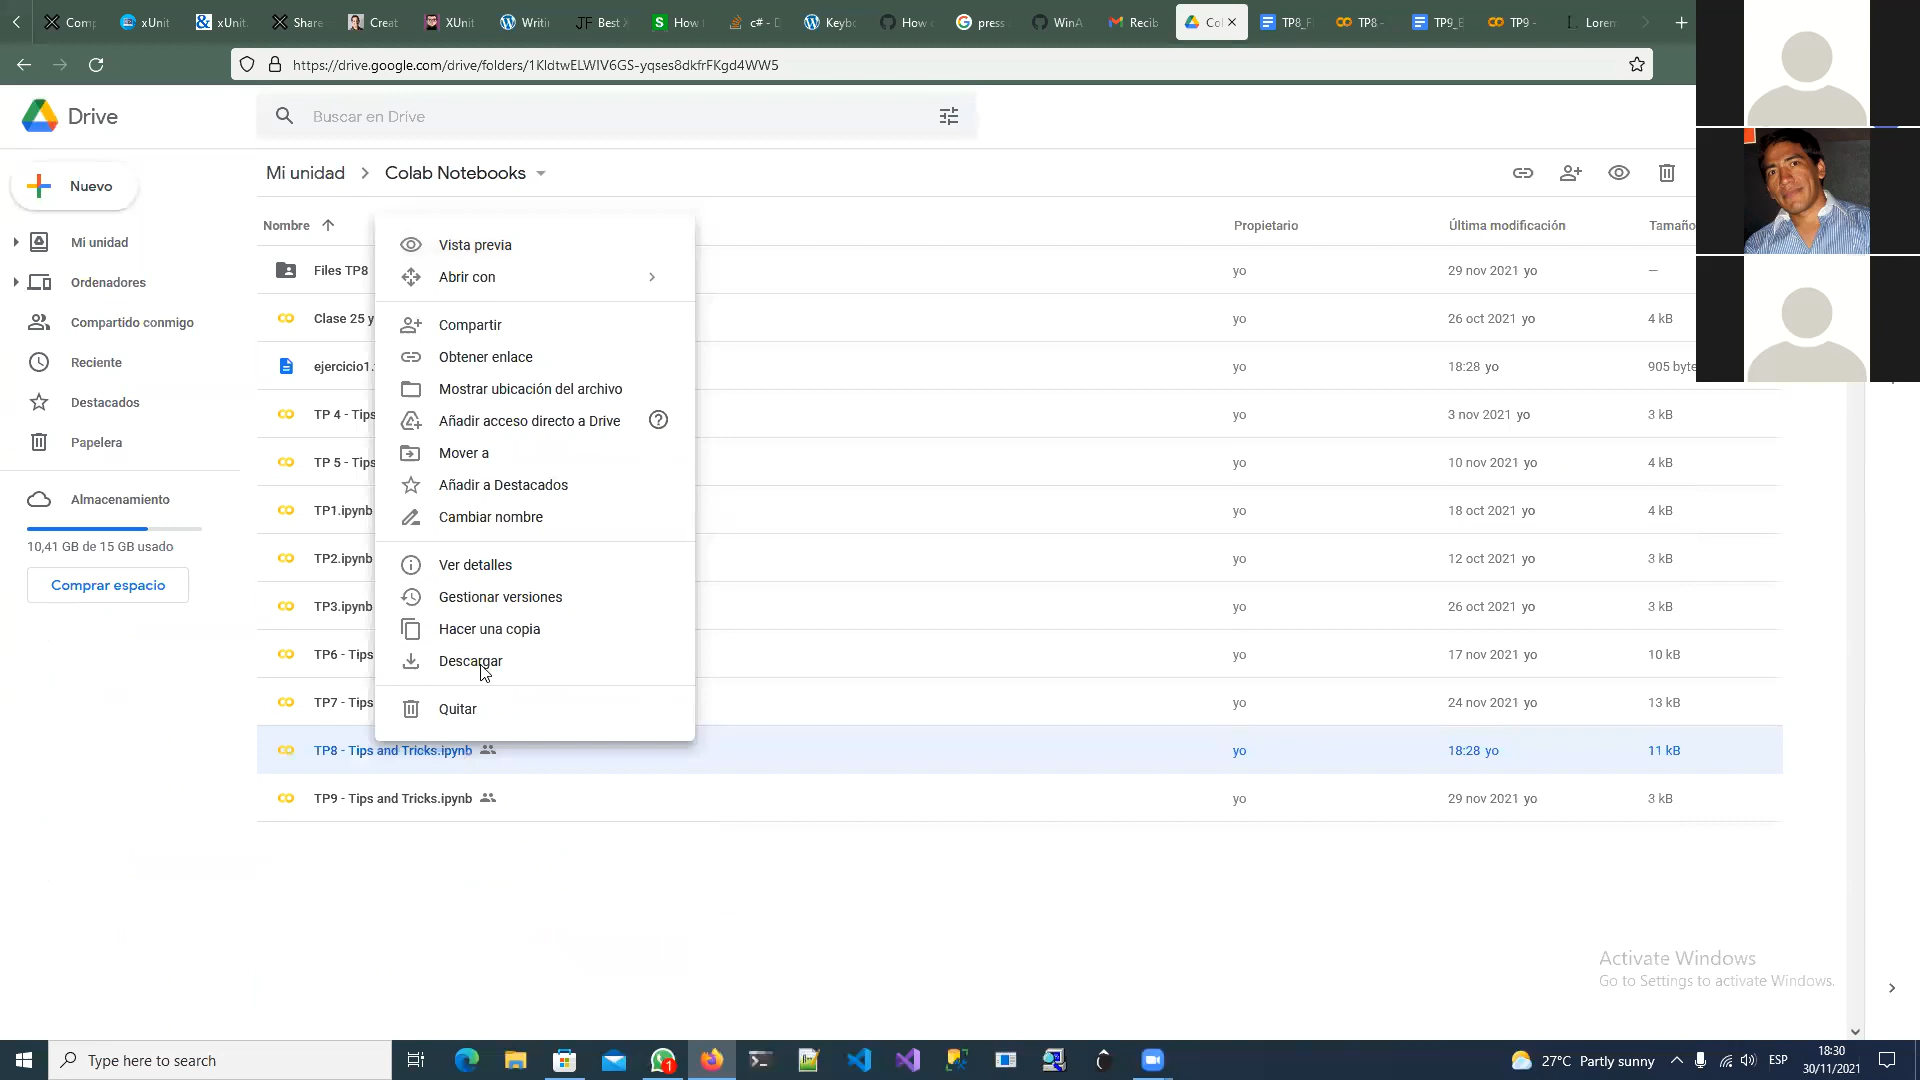 Comp
xUnit
xUnit.
Share
Creat
XUnit
Writin
Best
How
c# - D
Keybo
How c
press
WinA
Recib
Col
TP8_F
TP8 -
TP9_E
TP9 -
Lorem
https://drive.google.com/drive/folders/1KldtwELWIV6GS-yqses8dkfrFKgd4WW5
Drive
Buscar en Drive
Nuevo
Mi unidad
Ordenadores
Compartido conmigo
Reciente
Destacados
Papelera
Almacenamiento
10,41 GB de 15 GB usado
Comprar espacio
Mi unidad > Colab Notebooks
Nombre Propietario Última modificación Tamaño
Files TP8 yo 29 nov 2021 yo —
Clase 25 y yo 26 oct 2021 yo 4 kB
ejercicio1. yo 18:28 yo 905 byte
TP 4 - Tips yo 3 nov 2021 yo 3 kB
TP 5 - Tips yo 10 nov 2021 yo 4 kB
TP1.ipynb yo 18 oct 2021 yo 4 kB
TP2.ipynb yo 12 oct 2021 yo 3 kB
TP3.ipynb yo 26 oct 2021 yo 3 kB
TP6 - Tips yo 17 nov 2021 yo 10 kB
TP7 - Tips yo 24 nov 2021 yo 13 kB
TP8 - Tips and Tricks.ipynb yo 18:28 yo 11 kB
TP9 - Tips and Tricks.ipynb yo 29 nov 2021 yo 3 kB
Vista previa
Abrir con
Compartir
Obtener enlace
Mostrar ubicación del archivo
Añadir acceso directo a Drive
Mover a
Añadir a Destacados
Cambiar nombre
Ver detalles
Gestionar versiones
Hacer una copia
Descargar
Quitar
Activate Windows
Go to Settings to activate Windows.
Type here to search
27°C Partly sunny
ESP
18:30
30/11/2021